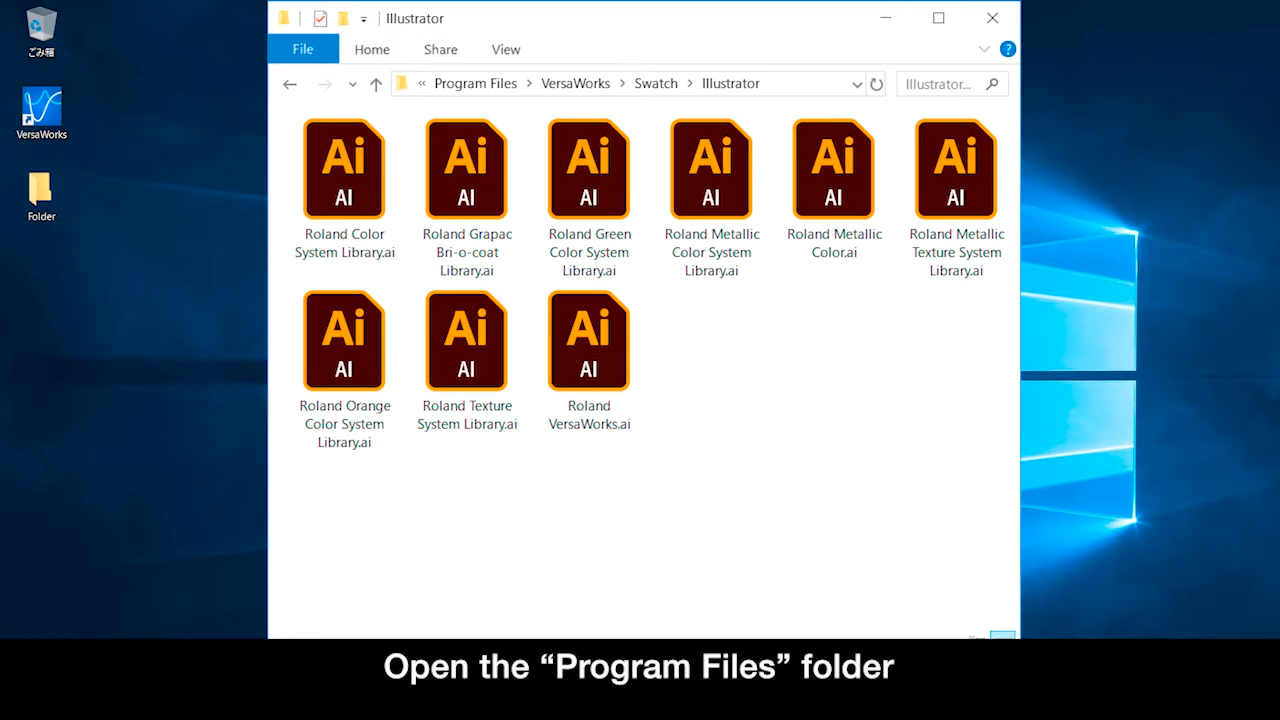 ごみ箱
VersaWorks
Folder
Illustrator
File Home Share View
?
« Program Files > VersaWorks > Swatch > Illustrator
Illustrator...
Ai
AI
Ai
AI
Ai
AI
Ai
AI
Ai
AI
Ai
AI
Roland Color
System Library.ai
Roland Grapac
Bri-o-coat
Library.ai
Roland Green
Color System
Library.ai
Roland Metallic
Color System
Library.ai
Roland Metallic
Color.ai
Roland Metallic
Texture System
Library.ai
Ai
AI
Ai
AI
Ai
AI
Roland Orange
Color System
Library.ai
Roland Texture
System Library.ai
Roland
VersaWorks.ai
Open the “Program Files” folder